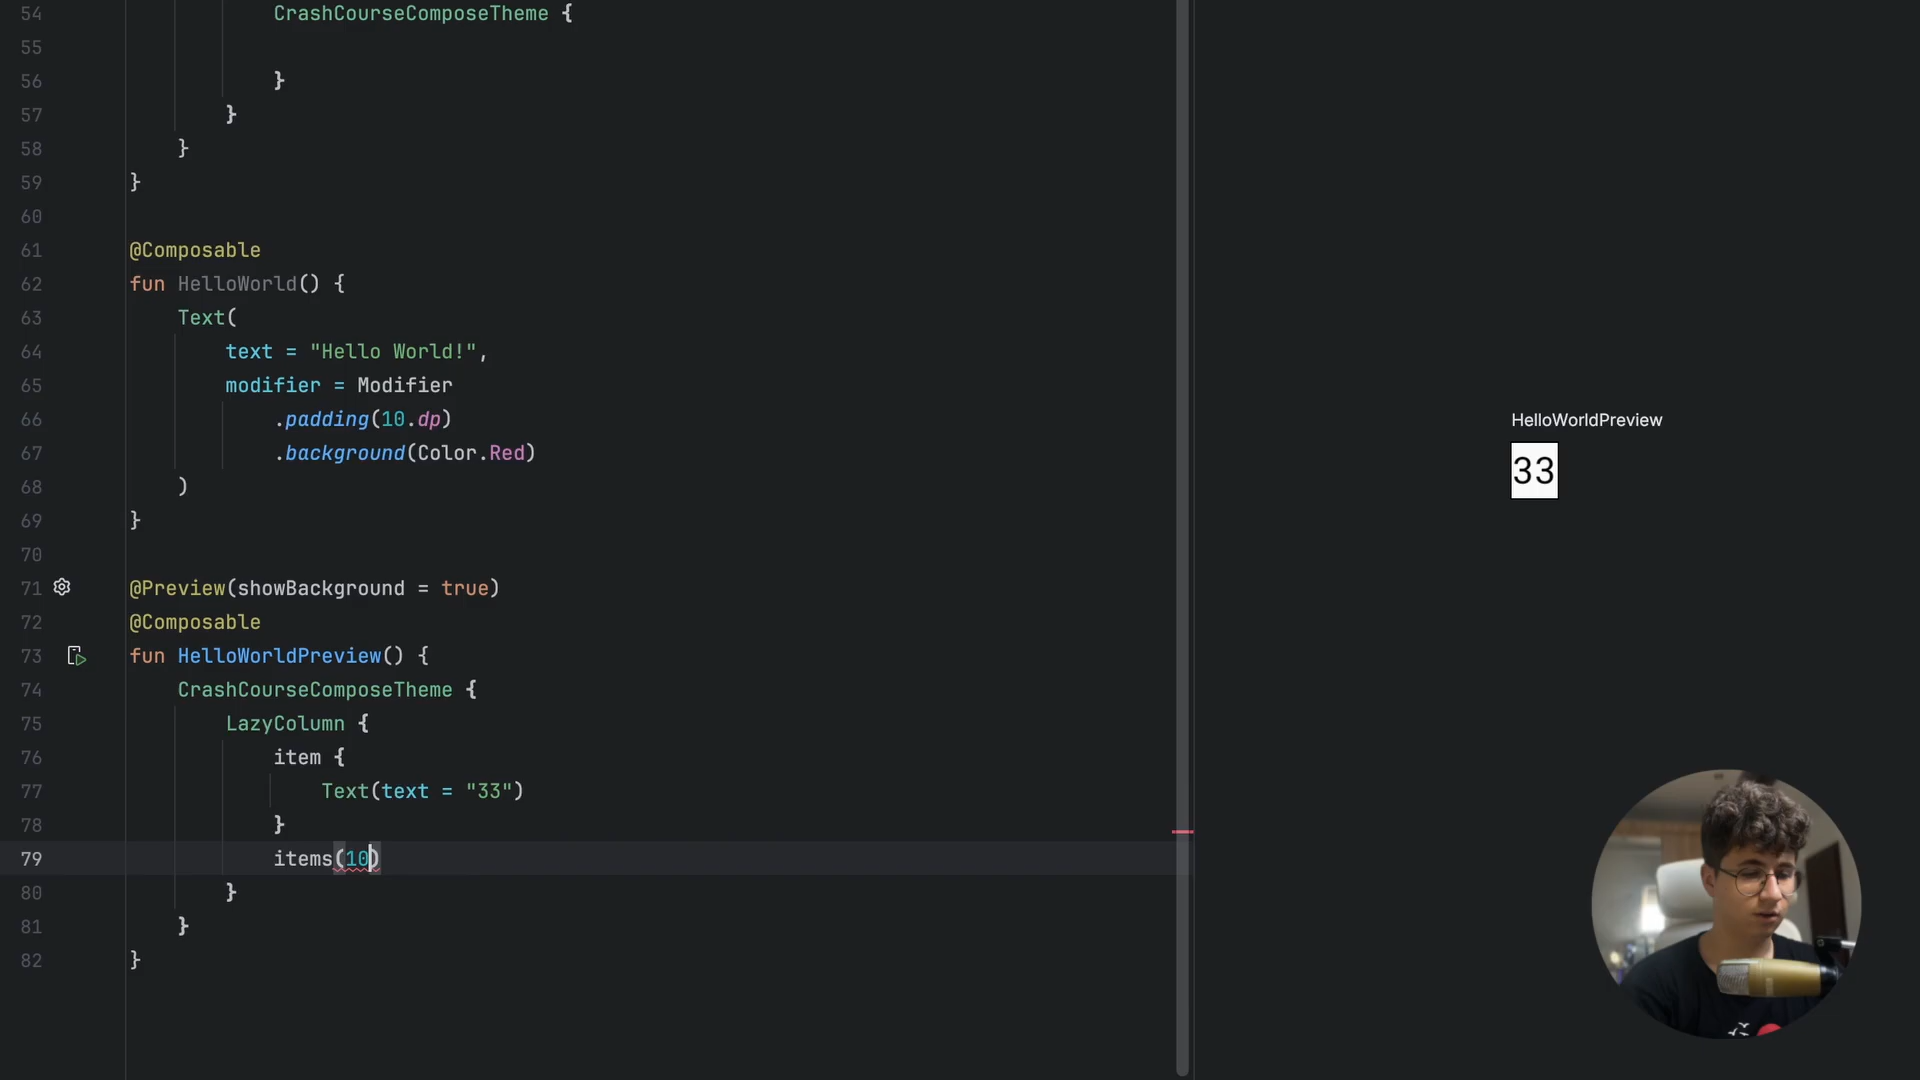 54 CrashCourseComposeTheme {
55
56 }
57 }
58 }
59 }
60
61 @Composable
62 fun HelloWorld() {
63 Text(
64 text = "Hello World!",
65 modifier = Modifier
66 .padding(10.dp)
67 .background(Color.Red)
68 )
69 }
70
71 @Preview(showBackground = true)
72 @Composable
73 fun HelloWorldPreview() {
74 CrashCourseComposeTheme {
75 LazyColumn {
76 item {
77 Text(text = "33")
78 }
79 items(10)
80 }
81 }
82 }
HelloWorldPreview
33